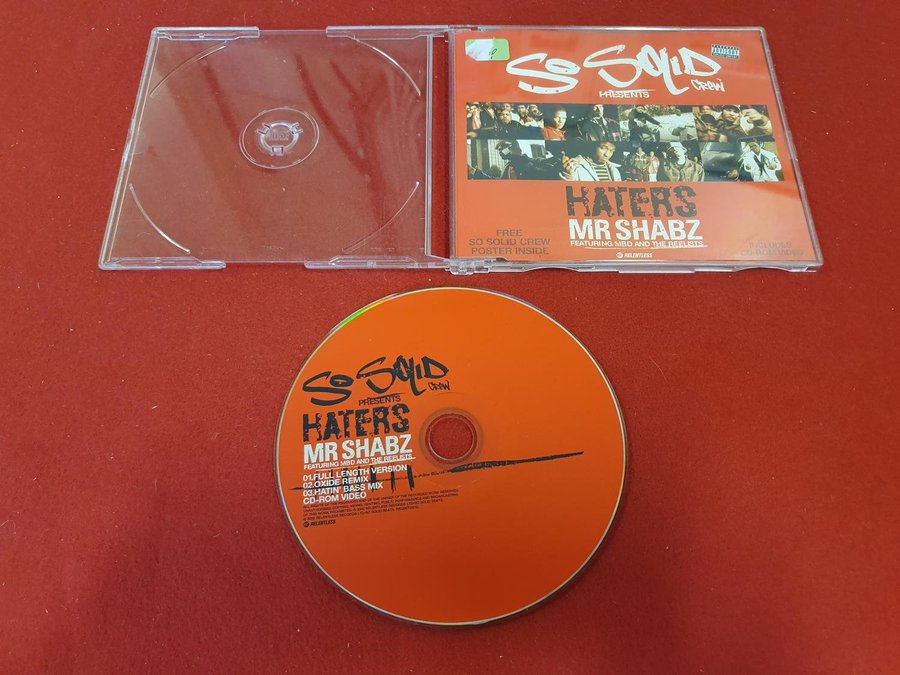 So Solid
CREW
PRESENTS
PARENTAL
ADVISORY
HATERS
MR SHABZ
FEATURING MBD AND THE REELISTS
FREE
SO SOLID CREW
POSTER INSIDE
INCLUDES
CD-ROM VIDEO
RELENTLESS
So Solid
CREW
PRESENTS
HATERS
MR SHABZ
FEATURING MBD AND THE REELISTS
01.FULL LENGTH VERSION
02.OXIDE REMIX
03.HATIN' BASS MIX
CD-ROM VIDEO
RELENTLESS